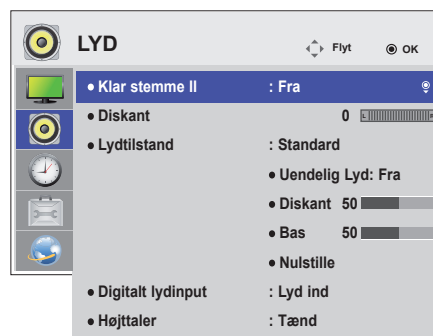 LYD Flyt OK
• Klar stemme II : Fra
• Diskant 0 L
• Lydtilstand : Standard
• Uendelig Lyd: Fra
• Diskant 50
• Bas 50
• Nulstille
• Digitalt lydinput : Lyd ind
• Højttaler : Tænd